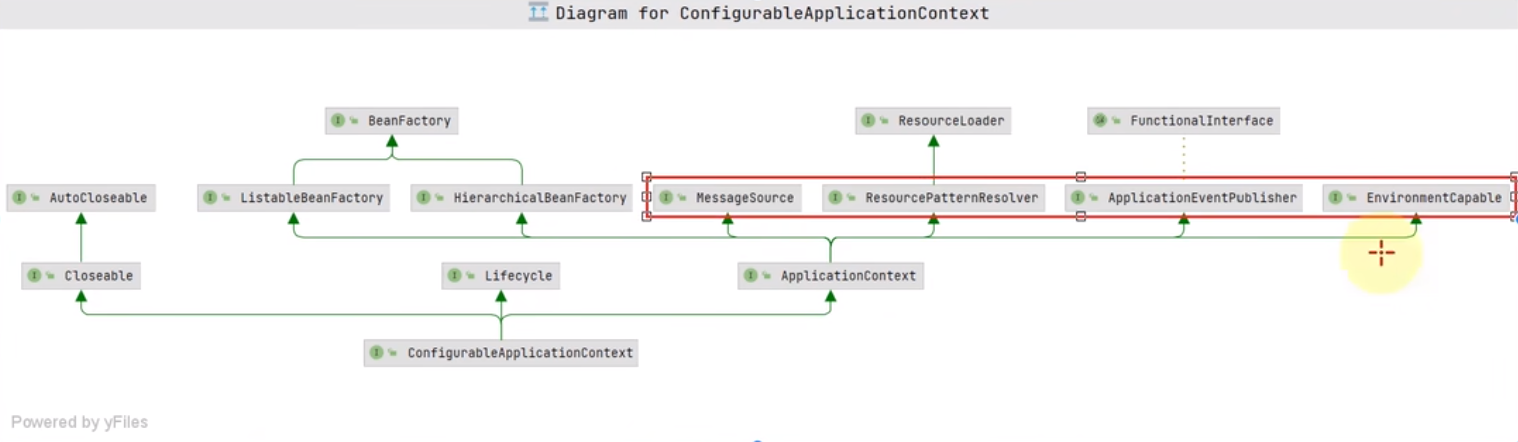 Diagram for ConfigurableApplicationContext
BeanFactory
ResourceLoader
FunctionalInterface
AutoCloseable
ListableBeanFactory
HierarchicalBeanFactory
MessageSource
ResourcePatternResolver
ApplicationEventPublisher
EnvironmentCapable
Closeable
Lifecycle
ApplicationContext
ConfigurableApplicationContext
Powered by yFiles